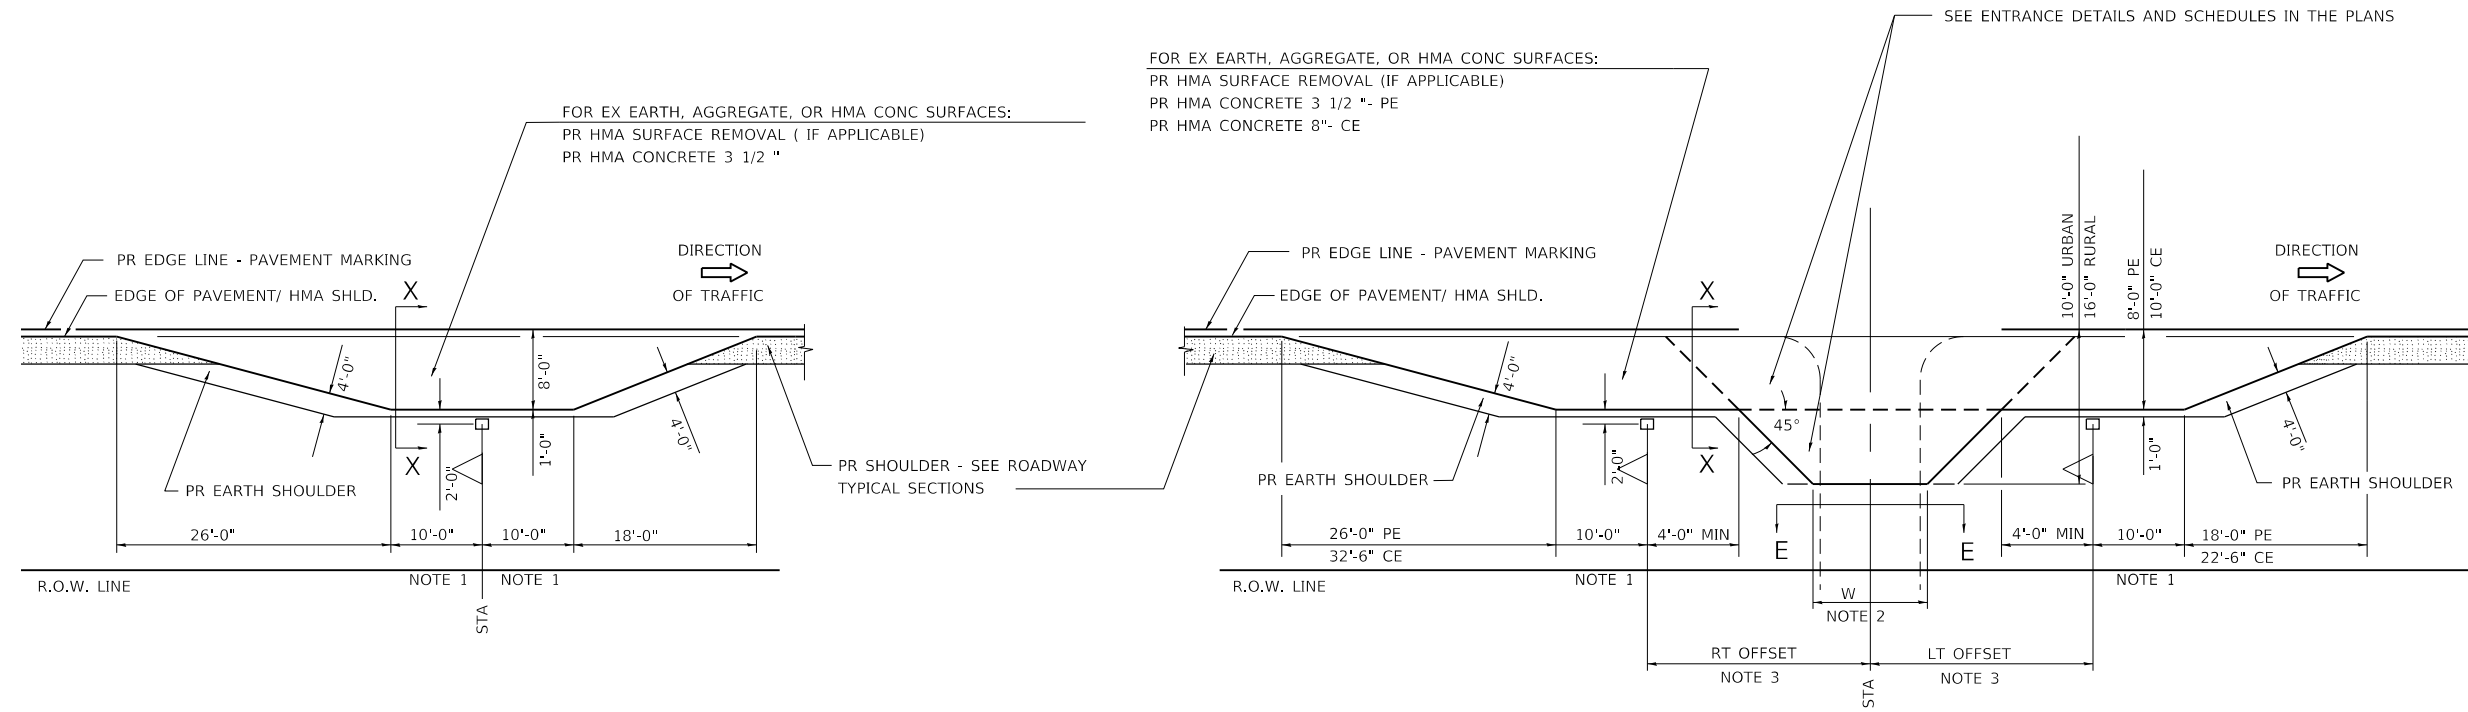 FOR EX EARTH, AGGREGATE, OR HMA CONC SURFACES:
PR HMA SURFACE REMOVAL ( IF APPLICABLE)
PR HMA CONCRETE 3 1/2 "
PR EDGE LINE - PAVEMENT MARKING
EDGE OF PAVEMENT/ HMA SHLD.
DIRECTION
OF TRAFFIC
X
X
4'-0"
8'-0"
4'-0"
2'-0"
1'-0"
PR EARTH SHOULDER
PR SHOULDER - SEE ROADWAY
TYPICAL SECTIONS
26'-0"
10'-0"
10'-0"
18'-0"
NOTE 1
NOTE 1
R.O.W. LINE
STA
SEE ENTRANCE DETAILS AND SCHEDULES IN THE PLANS
FOR EX EARTH, AGGREGATE, OR HMA CONC SURFACES:
PR HMA SURFACE REMOVAL (IF APPLICABLE)
PR HMA CONCRETE 3 1/2 "- PE
PR HMA CONCRETE 8"- CE
PR EDGE LINE - PAVEMENT MARKING
EDGE OF PAVEMENT/ HMA SHLD.
10'-0" URBAN
16'-0" RURAL
8'-0" PE
10'-0" CE
DIRECTION
OF TRAFFIC
X
X
4'-0"
45°
2'-0"
1'-0"
4'-0"
PR EARTH SHOULDER
PR EARTH SHOULDER
26'-0" PE
32'-6" CE
10'-0"
4'-0" MIN
E
E
4'-0" MIN
10'-0"
18'-0" PE
22'-6" CE
NOTE 1
NOTE 1
R.O.W. LINE
W
NOTE 2
RT OFFSET
NOTE 3
LT OFFSET
NOTE 3
STA